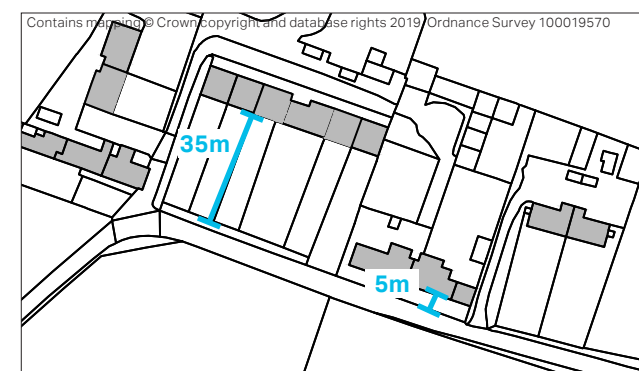 Contains mapping © Crown copyright and database rights 2019 Ordnance Survey 100019570
35m
5m